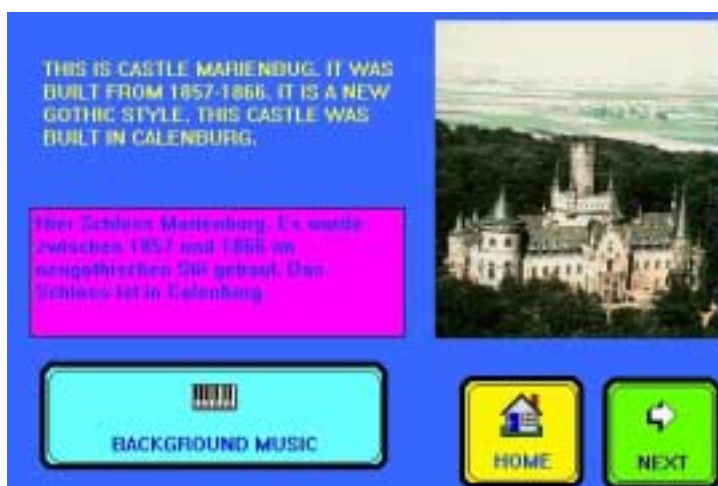 THIS IS CASTLE MARIENBUG. IT WAS
BUILT FROM 1857-1866. IT IS A NEW
GOTHIC STYLE. THIS CASTLE WAS
BUILT IN CALENBURG.
Hier Schloss Marienburg. Es wurde
zwischen 1857 und 1866 im
neugothischen Stil gebaut. Das
Schloss ist in Calenburg
BACKGROUND MUSIC
HOME
NEXT